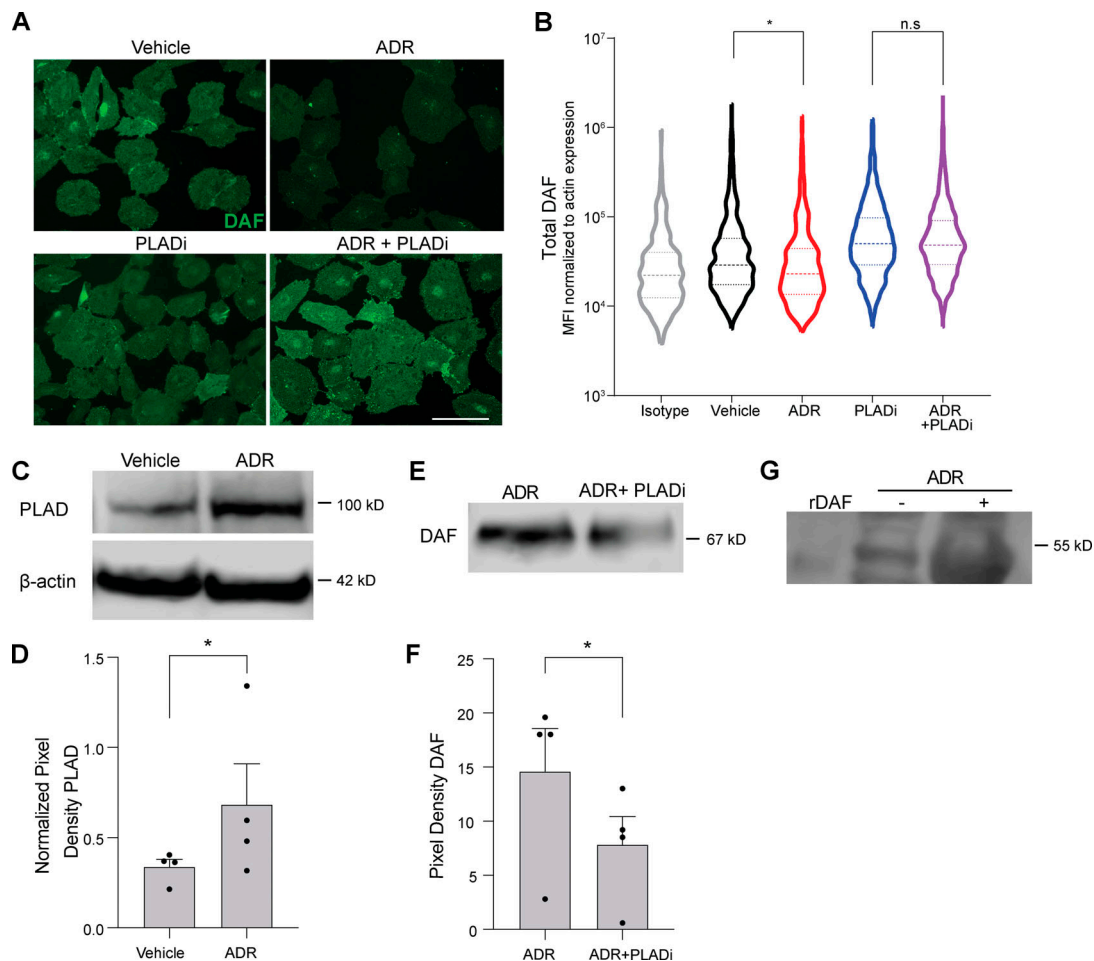 A
Vehicle
ADR
DAF
PLADi
ADR + PLADi
B
*
n.s
Total DAF
MFI normalized to actin expression
10⁷
10⁶
10⁵
10⁴
10³
Isotype
Vehicle
ADR
PLADi
ADR
+PLADi
C
Vehicle
ADR
PLAD
100 kD
β-actin
42 kD
E
ADR
ADR+ PLADi
DAF
67 kD
G
ADR
rDAF
-
+
55 kD
D
*
Normalized Pixel
Density PLAD
1.5
1.0
0.5
0.0
Vehicle
ADR
F
*
Pixel Density DAF
25
20
15
10
5
0
ADR
ADR+PLADi